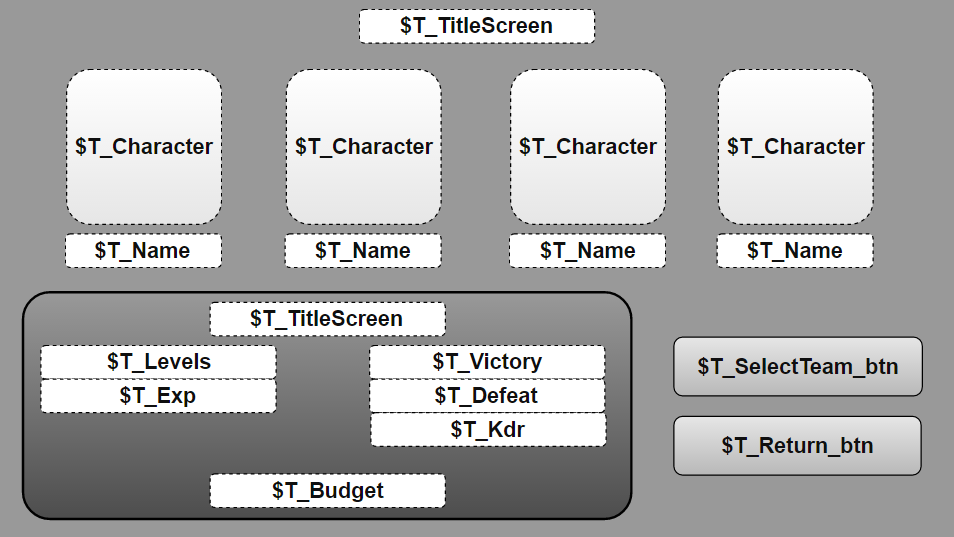 $T_TitleScreen
$T_Character $T_Character $T_Character $T_Character
$T_Name $T_Name $T_Name $T_Name
$T_TitleScreen
$T_Levels $T_Victory
$T_Exp $T_Defeat
$T_Kdr
$T_Budget
$T_SelectTeam_btn
$T_Return_btn